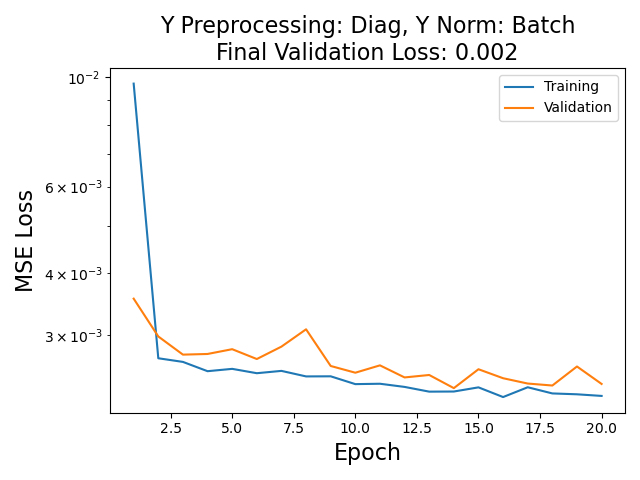 Y Preprocessing: Diag, Y Norm: Batch
Final Validation Loss: 0.002
Training
Validation
MSE Loss
10⁻²
6 × 10⁻³
4 × 10⁻³
3 × 10⁻³
2.5 5.0 7.5 10.0 12.5 15.0 17.5 20.0
Epoch